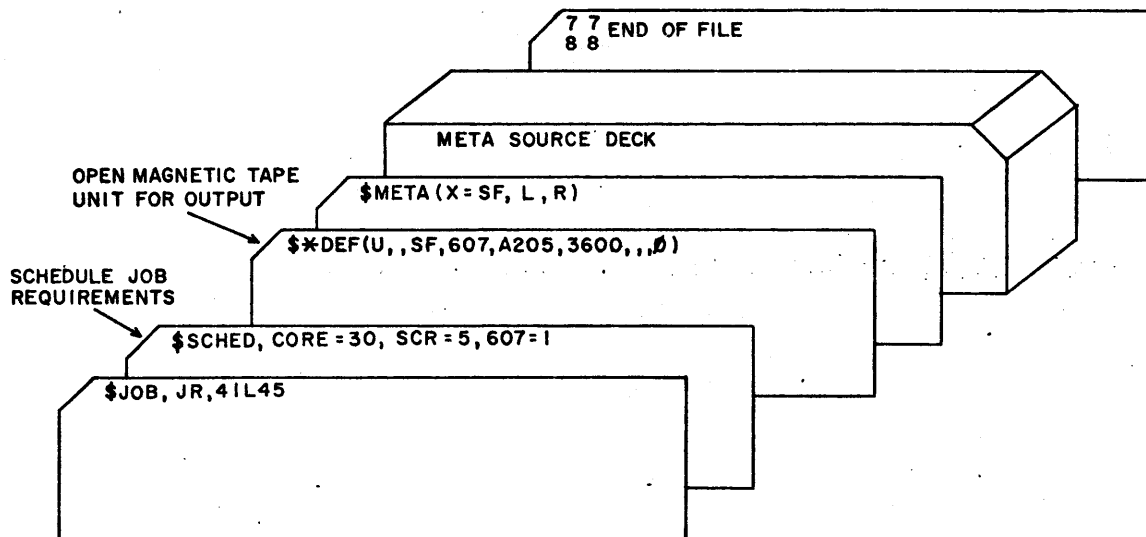 7 7 END OF FILE
8 8
META SOURCE DECK
OPEN MAGNETIC TAPE
UNIT FOR OUTPUT
$META(X=SF, L, R)
$*DEF(U,,SF,607,A205,3600,,,Ø)
SCHEDULE JOB
REQUIREMENTS
$SCHED, CORE=30, SCR=5,607=1
$JOB, JR,41L45